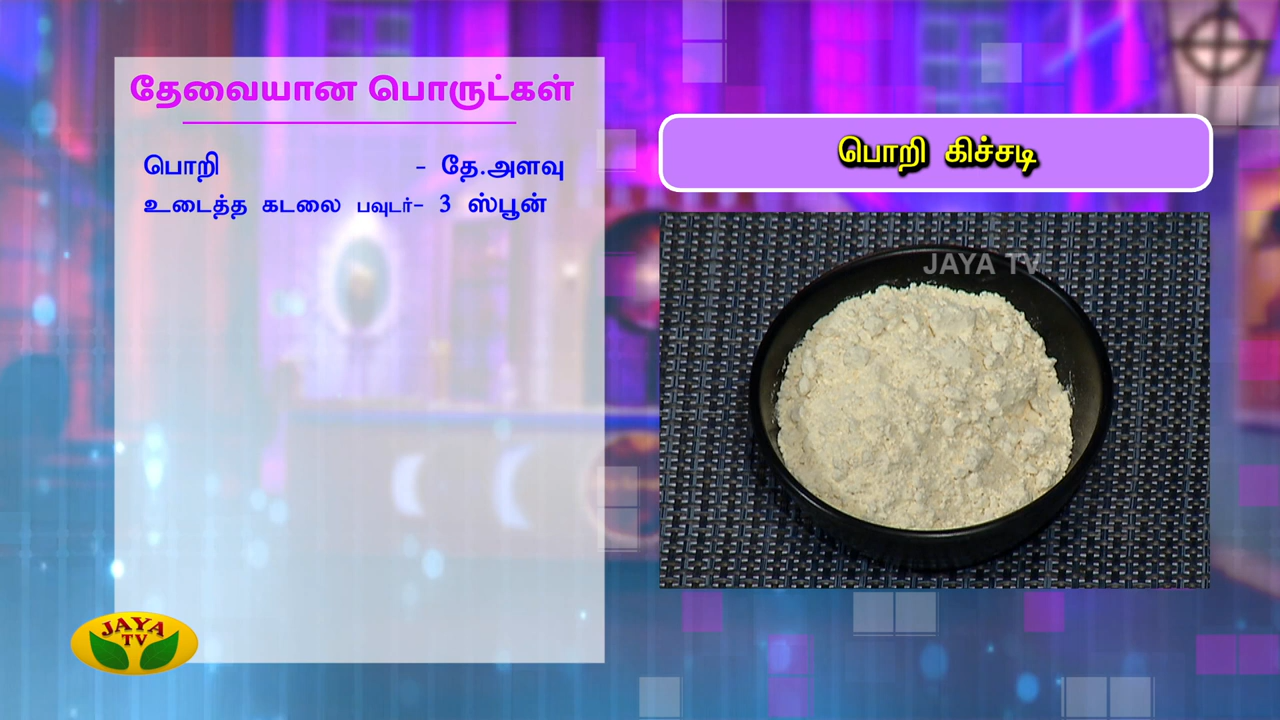 தேவையான பொருட்கள்
பொறி - தே.அளவு
உடைத்த கடலை பவுடர்- 3 ஸ்பூன்
பொறி கிச்சடி
JAYA TV
JAYA
TV